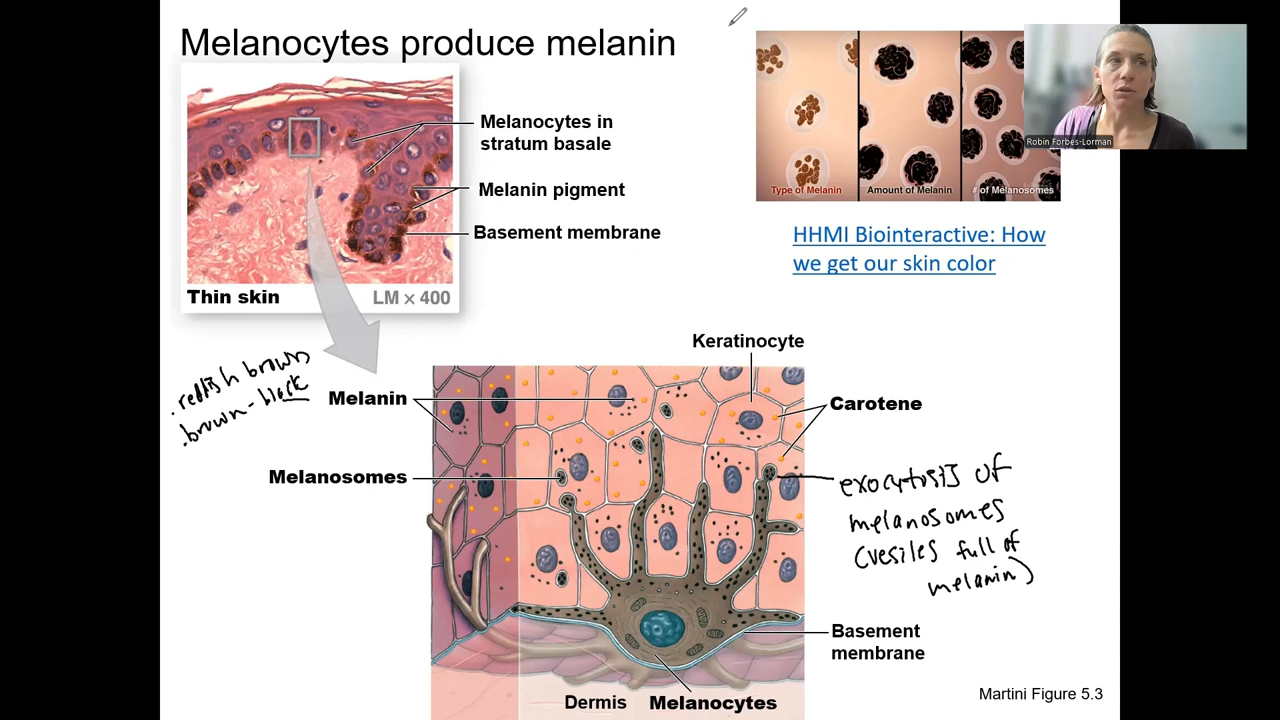 Melanocytes produce melanin
Melanocytes in
stratum basale
Melanin pigment
Basement membrane
Thin skin
LM × 400
Type of Melanin
Amount of Melanin
# of Melanosomes
Robin Forbes-Lorman
HHMI Biointeractive: How
we get our skin color
. reddish brown
. brown - black
Keratinocyte
Melanin
Carotene
Melanosomes
exocytosis of
melanosomes
(vesiles full of
melanin)
Basement
membrane
Dermis
Melanocytes
Martini Figure 5.3